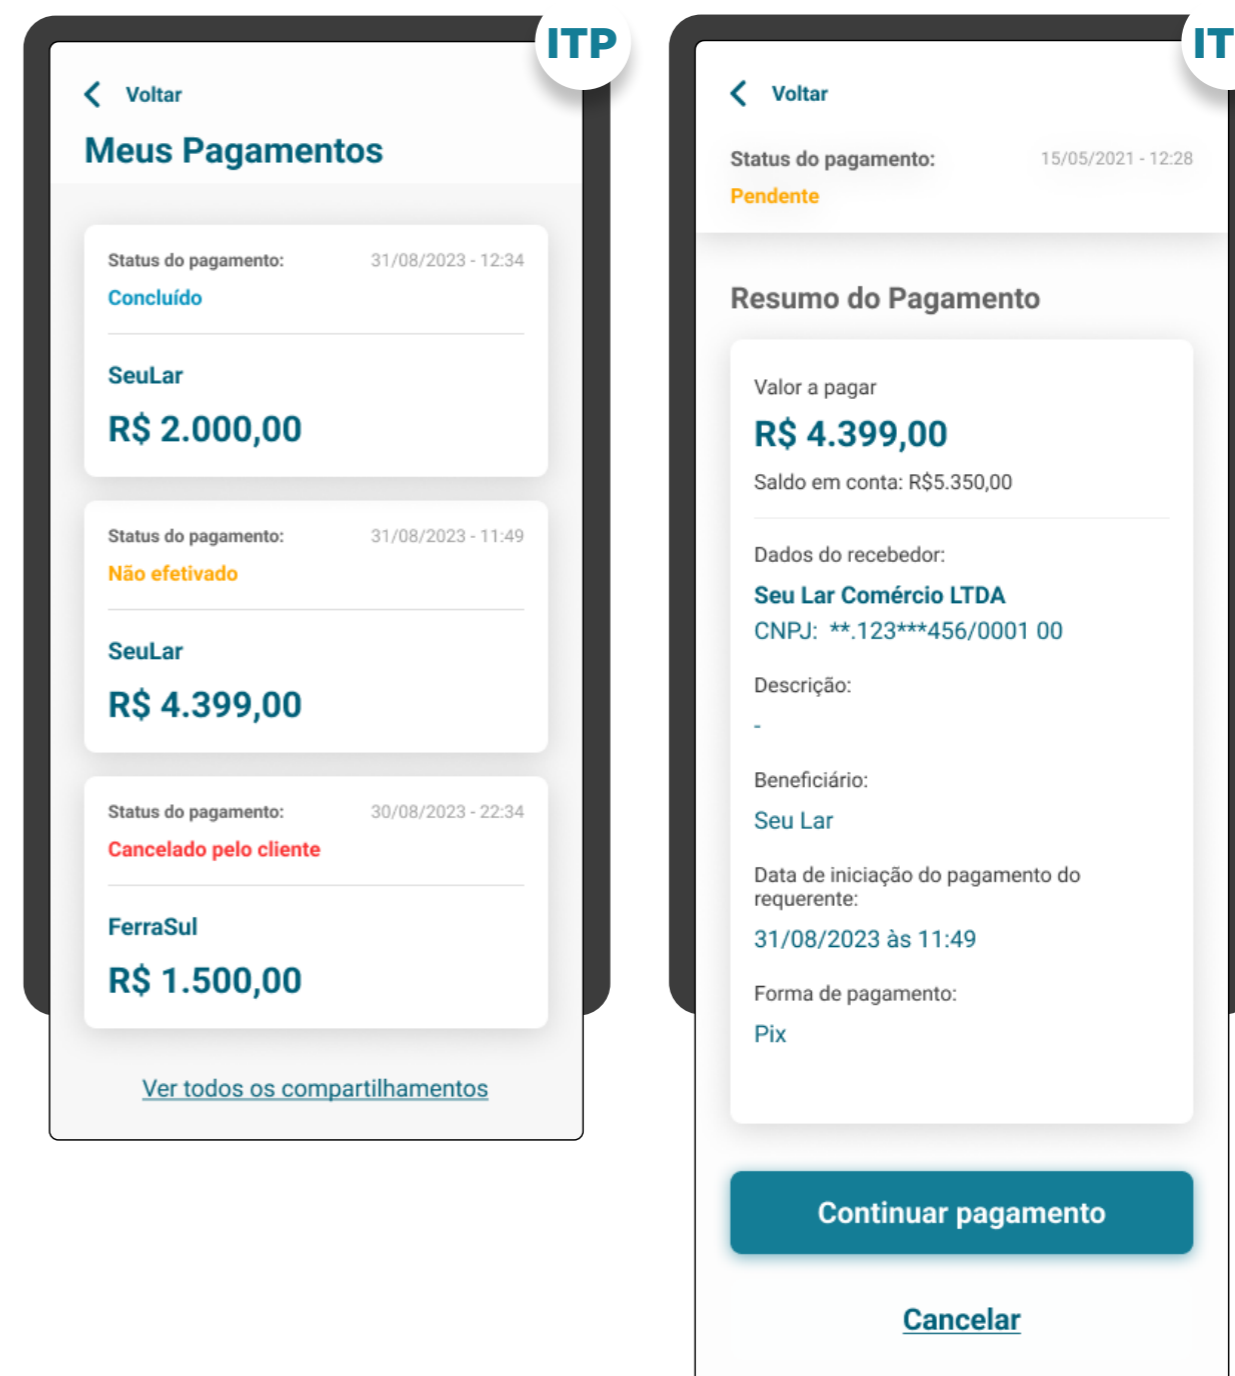 ITP
Voltar
Meus Pagamentos
Status do pagamento: 31/08/2023 - 12:34
Concluído
SeuLar
R$ 2.000,00
Status do pagamento: 31/08/2023 - 11:49
Não efetivado
SeuLar
R$ 4.399,00
Status do pagamento: 30/08/2023 - 22:34
Cancelado pelo cliente
FerraSul
R$ 1.500,00
Ver todos os compartilhamentos
IT
Voltar
Status do pagamento: 15/05/2021 - 12:28
Pendente
Resumo do Pagamento
Valor a pagar
R$ 4.399,00
Saldo em conta: R$5.350,00
Dados do recebedor:
Seu Lar Comércio LTDA
CNPJ: **.123***456/0001 00
Descrição:
-
Beneficiário:
Seu Lar
Data de iniciação do pagamento do
requerente:
31/08/2023 às 11:49
Forma de pagamento:
Pix
Continuar pagamento
Cancelar